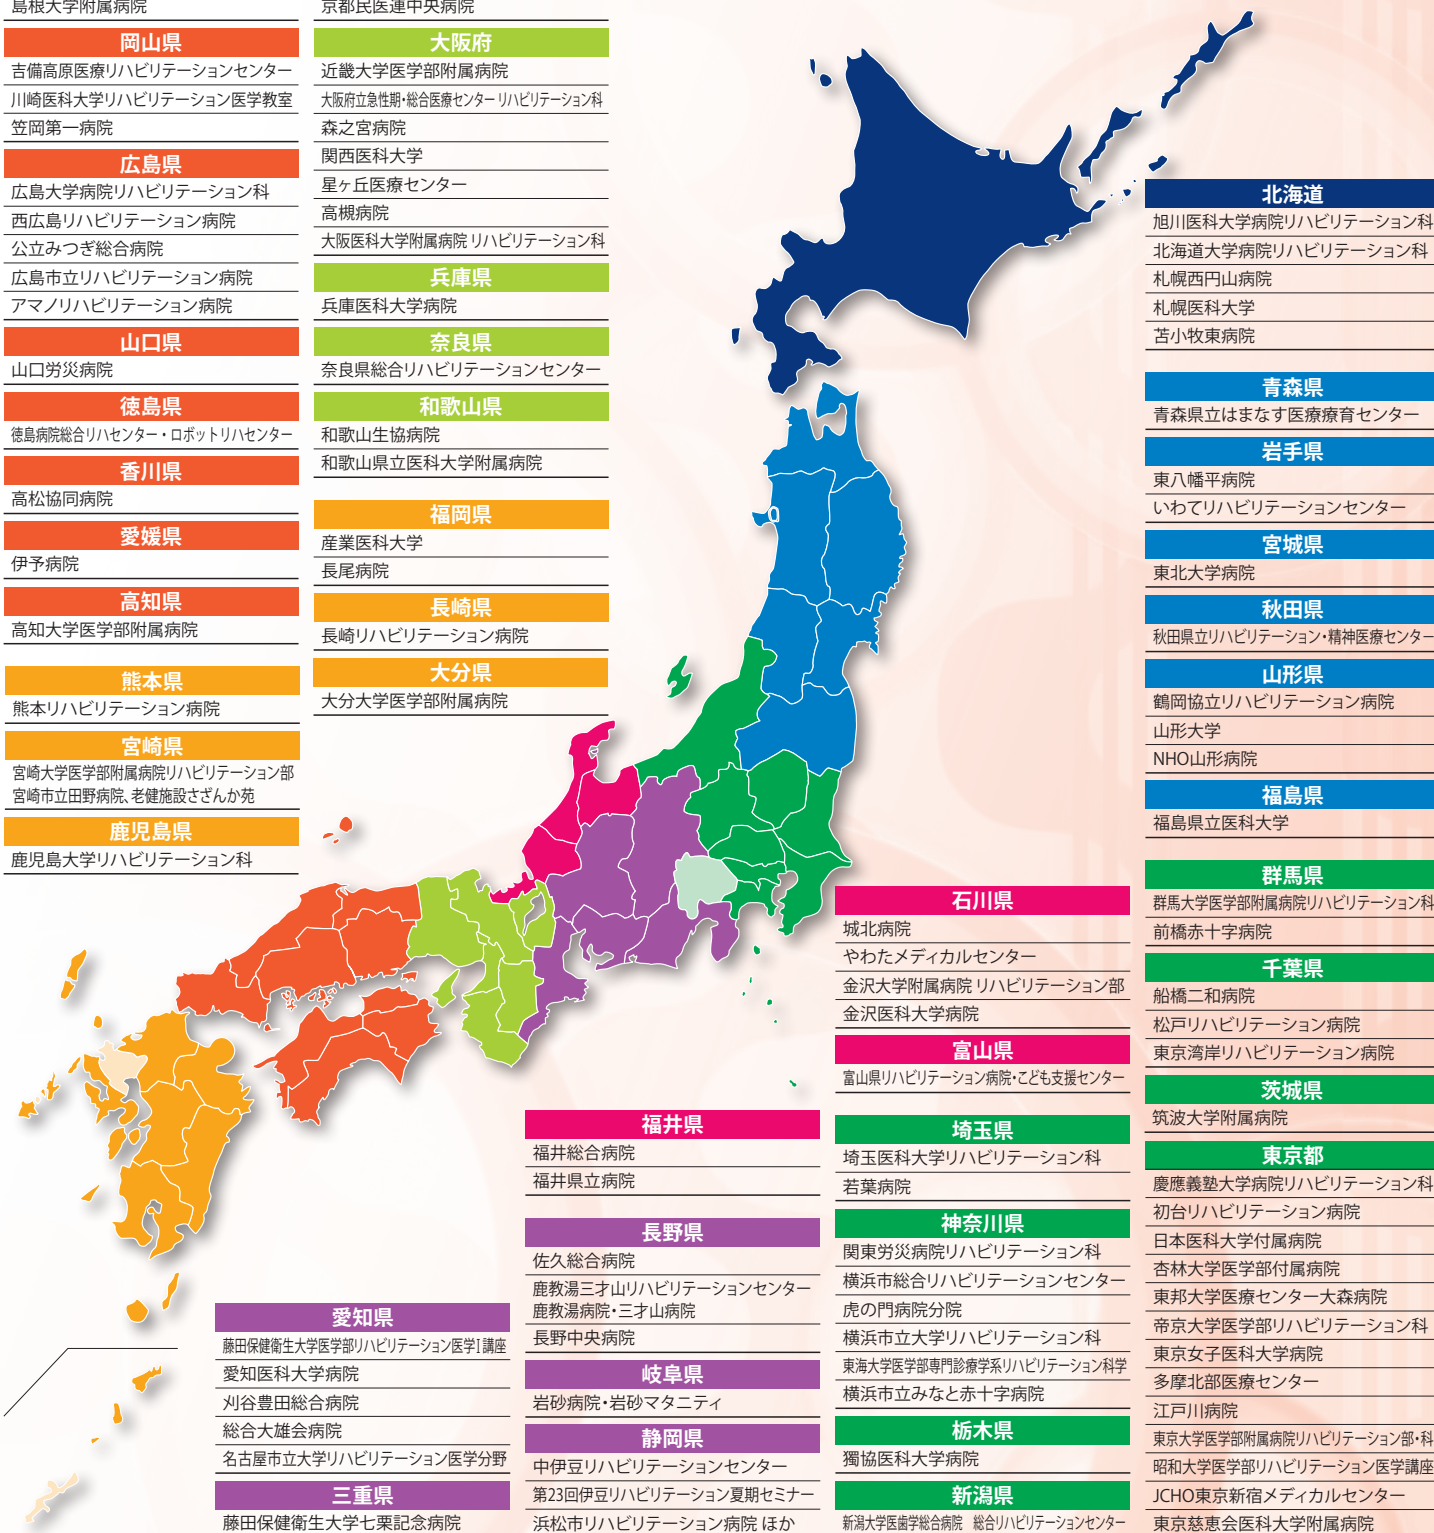 島根大学附属病院
岡山県
吉備高原医療リハビリテーションセンター
川崎医科大学リハビリテーション医学教室
笠岡第一病院
広島県
広島大学病院リハビリテーション科
西広島リハビリテーション病院
公立みつぎ総合病院
広島市立リハビリテーション病院
アマノリハビリテーション病院
山口県
山口労災病院
徳島県
徳島病院総合リハセンター・ロボットリハセンター
香川県
高松協同病院
愛媛県
伊予病院
高知県
高知大学医学部附属病院
熊本県
熊本リハビリテーション病院
宮崎県
宮崎大学医学部附属病院リハビリテーション部
宮崎市立田野病院、老健施設さざんか苑
鹿児島県
鹿児島大学リハビリテーション科
京都民医連中央病院
大阪府
近畿大学医学部附属病院
大阪府立急性期・総合医療センター リハビリテーション科
森之宮病院
関西医科大学
星ヶ丘医療センター
高槻病院
大阪医科大学附属病院 リハビリテーション科
兵庫県
兵庫医科大学病院
奈良県
奈良県総合リハビリテーションセンター
和歌山県
和歌山生協病院
和歌山県立医科大学附属病院
福岡県
産業医科大学
長尾病院
長崎県
長崎リハビリテーション病院
大分県
大分大学医学部附属病院
北海道
旭川医科大学病院リハビリテーション科
北海道大学病院リハビリテーション科
札幌西円山病院
札幌医科大学
苫小牧東病院
青森県
青森県立はまなす医療療育センター
岩手県
東八幡平病院
いわてリハビリテーションセンター
宮城県
東北大学病院
秋田県
秋田県立リハビリテーション・精神医療センター
山形県
鶴岡協立リハビリテーション病院
山形大学
NHO山形病院
福島県
福島県立医科大学
群馬県
群馬大学医学部附属病院リハビリテーション科
前橋赤十字病院
千葉県
船橋二和病院
松戸リハビリテーション病院
東京湾岸リハビリテーション病院
茨城県
筑波大学附属病院
東京都
慶應義塾大学病院リハビリテーション科
初台リハビリテーション病院
日本医科大学付属病院
杏林大学医学部付属病院
東邦大学医療センター大森病院
帝京大学医学部リハビリテーション科
東京女子医科大学病院
多摩北部医療センター
江戸川病院
東京大学医学部附属病院リハビリテーション部・科
昭和大学医学部リハビリテーション医学講座
JCHO東京新宿メディカルセンター
東京慈恵会医科大学附属病院
石川県
城北病院
やわたメディカルセンター
金沢大学附属病院 リハビリテーション部
金沢医科大学病院
富山県
富山県リハビリテーション病院・こども支援センター
埼玉県
埼玉医科大学リハビリテーション科
若葉病院
神奈川県
関東労災病院リハビリテーション科
横浜市総合リハビリテーションセンター
虎の門病院分院
横浜市立大学リハビリテーション科
東海大学医学部専門診療学系リハビリテーション科学
横浜市立みなと赤十字病院
栃木県
獨協医科大学病院
新潟県
新潟大学医歯学総合病院 総合リハビリテーションセンター
福井県
福井総合病院
福井県立病院
長野県
佐久総合病院
鹿教湯三才山リハビリテーションセンター
鹿教湯病院・三才山病院
長野中央病院
岐阜県
岩砂病院・岩砂マタニティ
静岡県
中伊豆リハビリテーションセンター
第23回伊豆リハビリテーション夏期セミナー
浜松市リハビリテーション病院 ほか
愛知県
藤田保健衛生大学医学部リハビリテーション医学I講座
愛知医科大学病院
刈谷豊田総合病院
総合大雄会病院
名古屋市立大学リハビリテーション医学分野
三重県
藤田保健衛生大学七栗記念病院